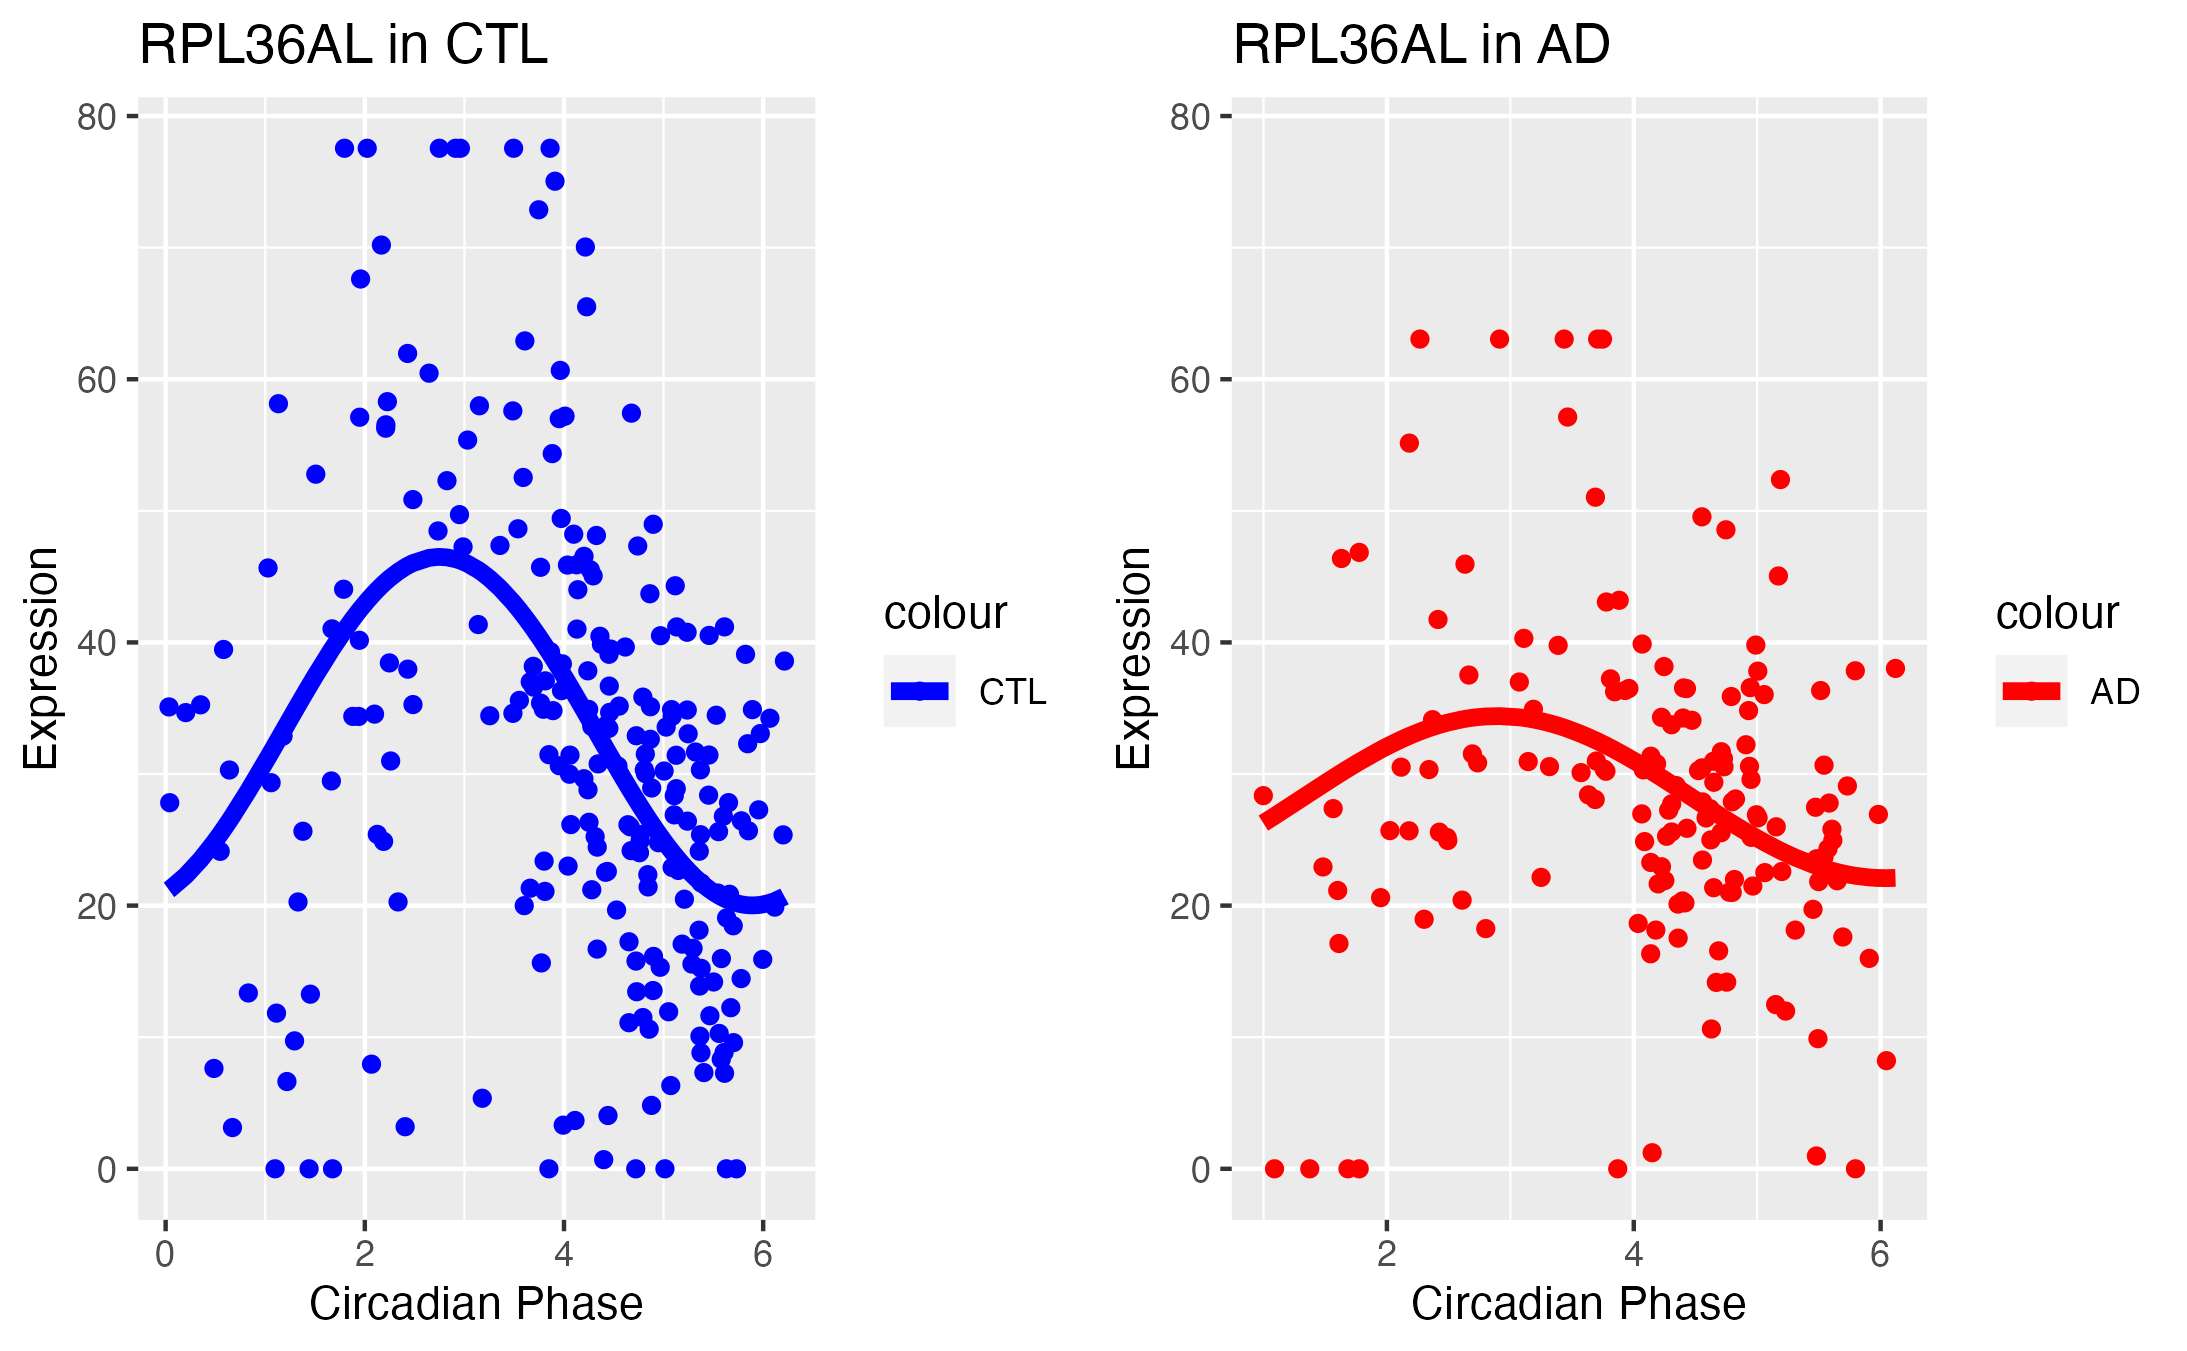 RPL36AL in CTL
80
60
40
20
0
0 2 4 6
Expression
Circadian Phase
colour
CTL
RPL36AL in AD
80
60
40
20
0
2 4 6
Expression
Circadian Phase
colour
AD